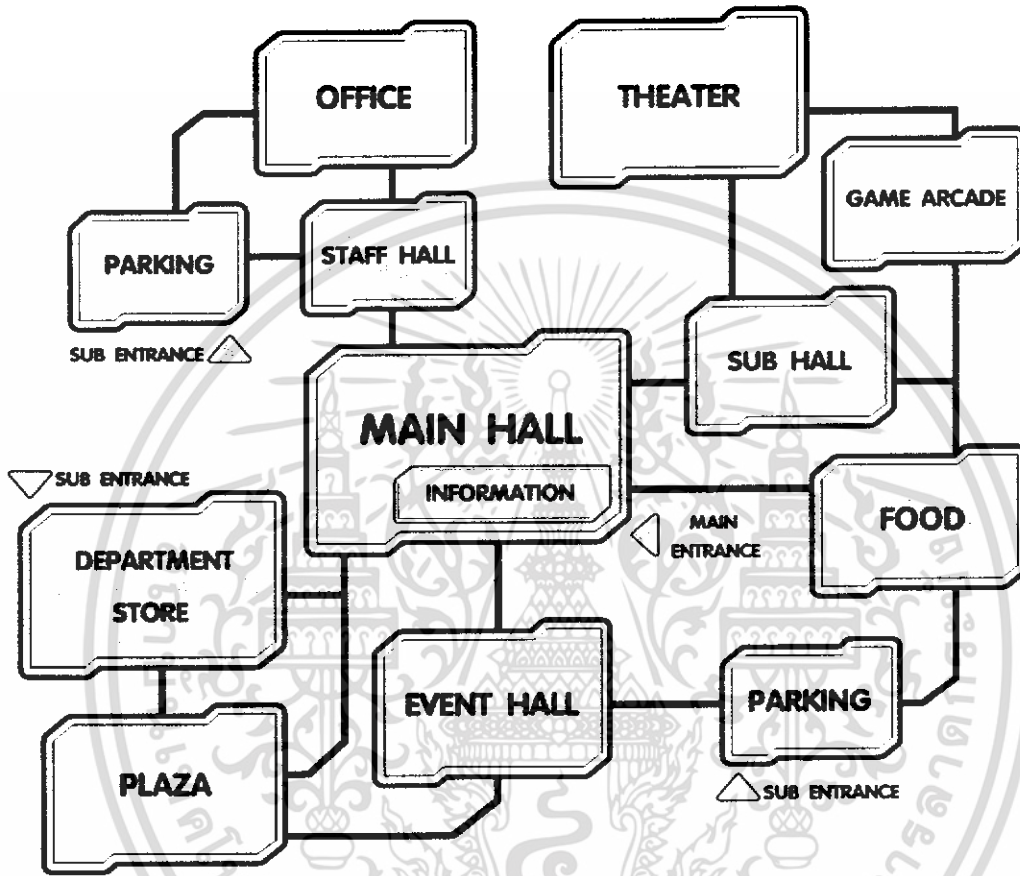 OFFICE
THEATER
GAME ARCADE
PARKING
STAFF HALL
SUB ENTRANCE
SUB HALL
MAIN HALL
INFORMATION
SUB ENTRANCE
MAIN
ENTRANCE
FOOD
DEPARTMENT
STORE
EVENT HALL
PARKING
PLAZA
SUB ENTRANCE